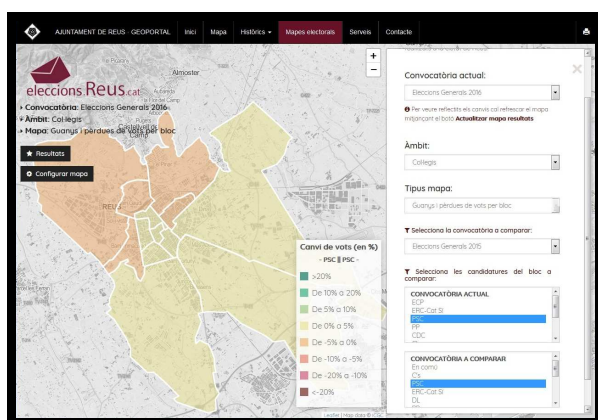 AJUNTAMENT DE REUS - GEOPORTAL
Inici
Mapa
Històrics
Mapes electorals
Serveis
Contacte
Almoster
eleccions Reus.cat
Convocatòria: Eleccions Generals 2016
Àmbit: Col·legis
Mapa: Guanys i pèrdues de vots per bloc
Resultats
Configurar mapa
REUS
+
−
Canvi de vots (en %)
- PSC || PSC -
>20%
De 10% a 20%
De 5% a 10%
De 0% a 5%
De -5% a 0%
De -10% a -5%
De -20% a -10%
<-20%
Convocatòria actual:
Eleccions Generals 2016
Per veure reflectits els canvis cal refrescar el mapa
mitjançant el botó Actualitzar mapa resultats
Àmbit:
Col·legis
Tipus mapa:
Guanys i pèrdues de vots per bloc
Selecciona la convocatòria a comparar:
Eleccions Generals 2015
Selecciona les candidatures del bloc a
comparar:
CONVOCATÒRIA ACTUAL
ECP
ERC-Cat Sí
PSC
PP
CDC
CONVOCATÒRIA A COMPARAR
En como
C's
PSC
ERC-Cat Sí
DL